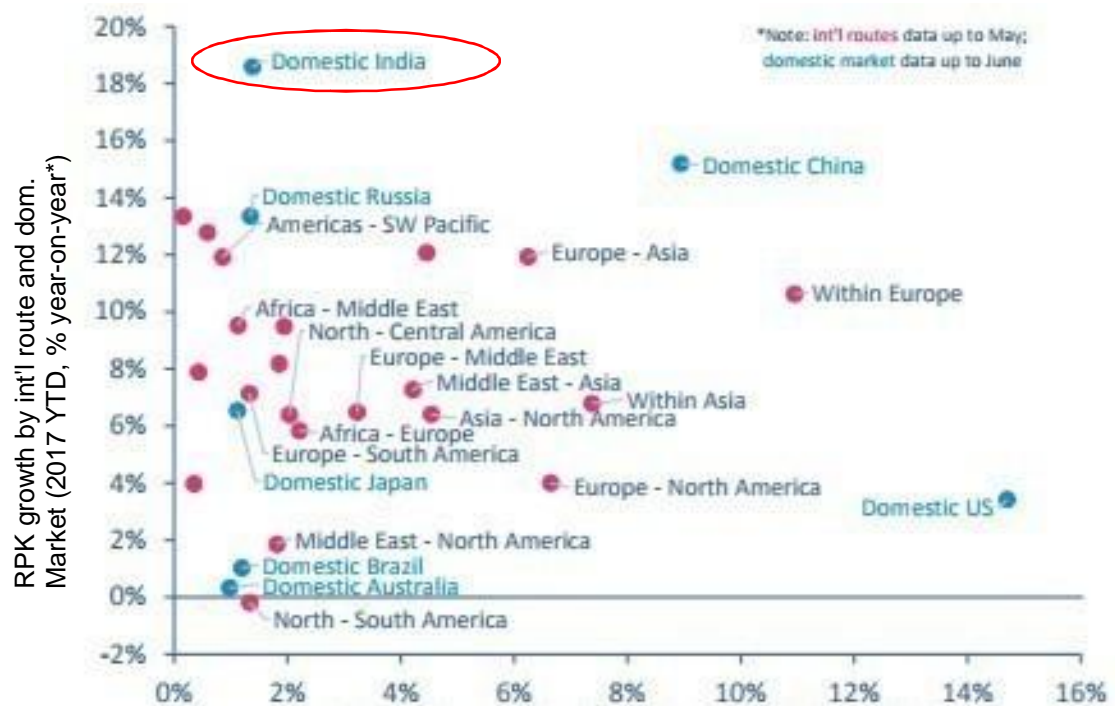 20%
18%
16%
14%
12%
10%
8%
6%
4%
2%
0%
-2%
0%
2%
4%
6%
8%
10%
12%
14%
16%
RPK growth by int'l route and dom.
Market (2017 YTD, % year-on-year*)
*Note: int'l routes data up to May;
domestic market data up to June
Domestic India
Domestic China
Domestic Russia
Americas - SW Pacific
Europe - Asia
Within Europe
Africa - Middle East
North - Central America
Europe - Middle East
Middle East - Asia
Within Asia
Asia - North America
Africa - Europe
Europe - South America
Domestic Japan
Europe - North America
Domestic US
Middle East - North America
Domestic Brazil
Domestic Australia
North - South America